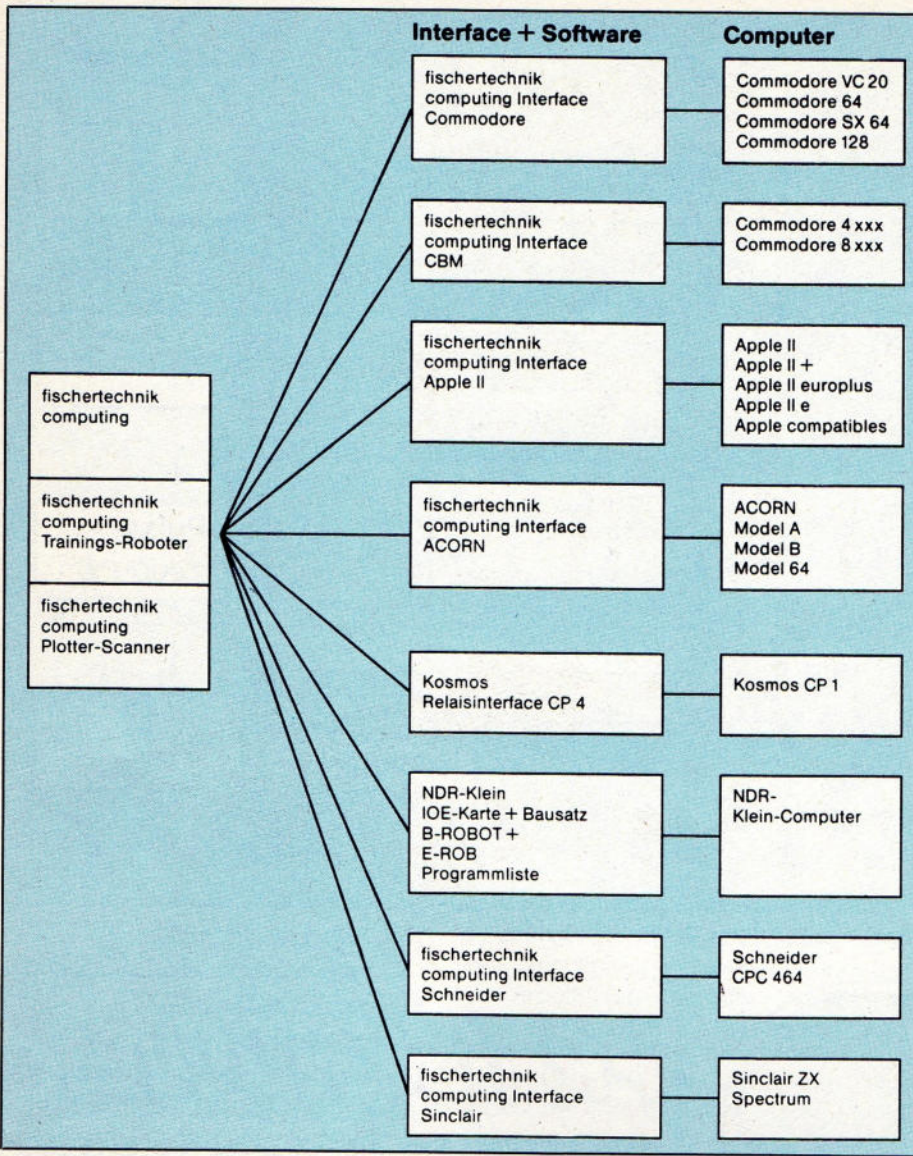 Interface + Software
Computer
fischertechnik
computing
fischertechnik
computing
Trainings-Roboter
fischertechnik
computing
Plotter-Scanner
fischertechnik
computing Interface
Commodore
Commodore VC 20
Commodore 64
Commodore SX 64
Commodore 128
fischertechnik
computing Interface
CBM
Commodore 4 xxx
Commodore 8 xxx
fischertechnik
computing Interface
Apple II
Apple II
Apple II +
Apple II europlus
Apple II e
Apple compatibles
fischertechnik
computing Interface
ACORN
ACORN
Model A
Model B
Model 64
Kosmos
Relaisinterface CP 4
Kosmos CP 1
NDR-Klein
IOE-Karte + Bausatz
B-ROBOT +
E-ROB
Programmliste
NDR-
Klein-Computer
fischertechnik
computing Interface
Schneider
Schneider
CPC 464
fischertechnik
computing Interface
Sinclair
Sinclair ZX
Spectrum